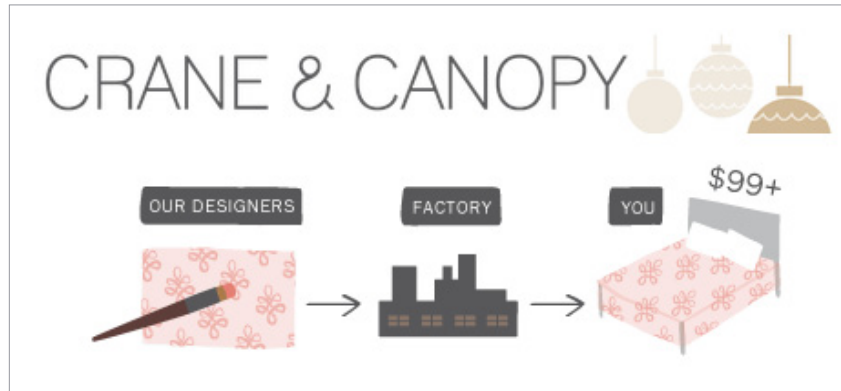 CRANE & CANOPY
$99+
OUR DESIGNERS
FACTORY
YOU